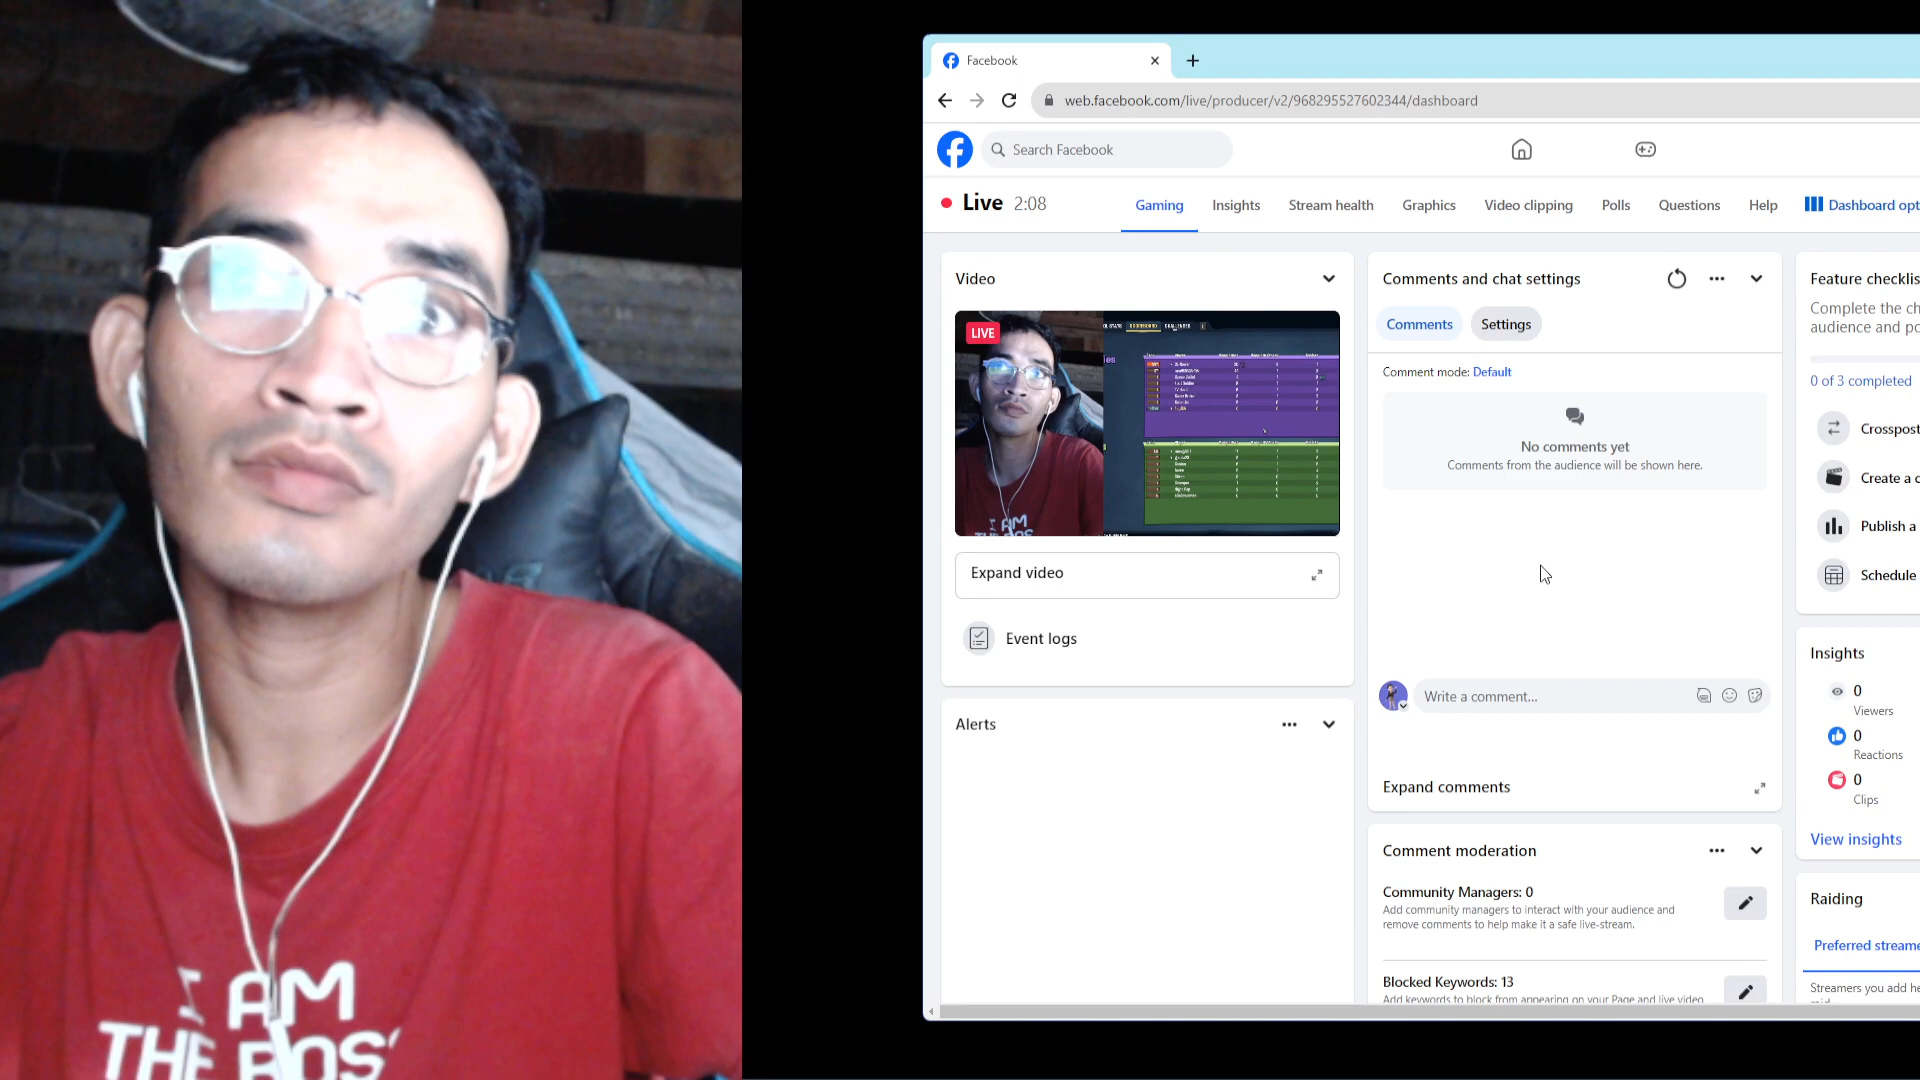 Facebook
web.facebook.com/live/producer/v2/968295527602344/dashboard
Search Facebook
Live 2:08
Gaming
Insights
Stream health
Graphics
Video clipping
Polls
Questions
Help
Dashboard opt
Video
LIVE
SCOREBOARD
I AM
Expand video
Event logs
Alerts
Comments and chat settings
Comments
Settings
Comment mode: Default
No comments yet
Comments from the audience will be shown here.
Write a comment...
Expand comments
Comment moderation
Community Managers: 0
Add community managers to interact with your audience and
remove comments to help make it a safe live-stream.
Blocked Keywords: 13
Add keywords to block from appearing on your Page and live video
Feature checklis
Complete the ch
audience and po
0 of 3 completed
Crosspost
Create a c
Publish a
Schedule
Insights
0
Viewers
0
Reactions
0
Clips
View insights
Raiding
Preferred streame
Streamers you add he
I AM
THE BOSS